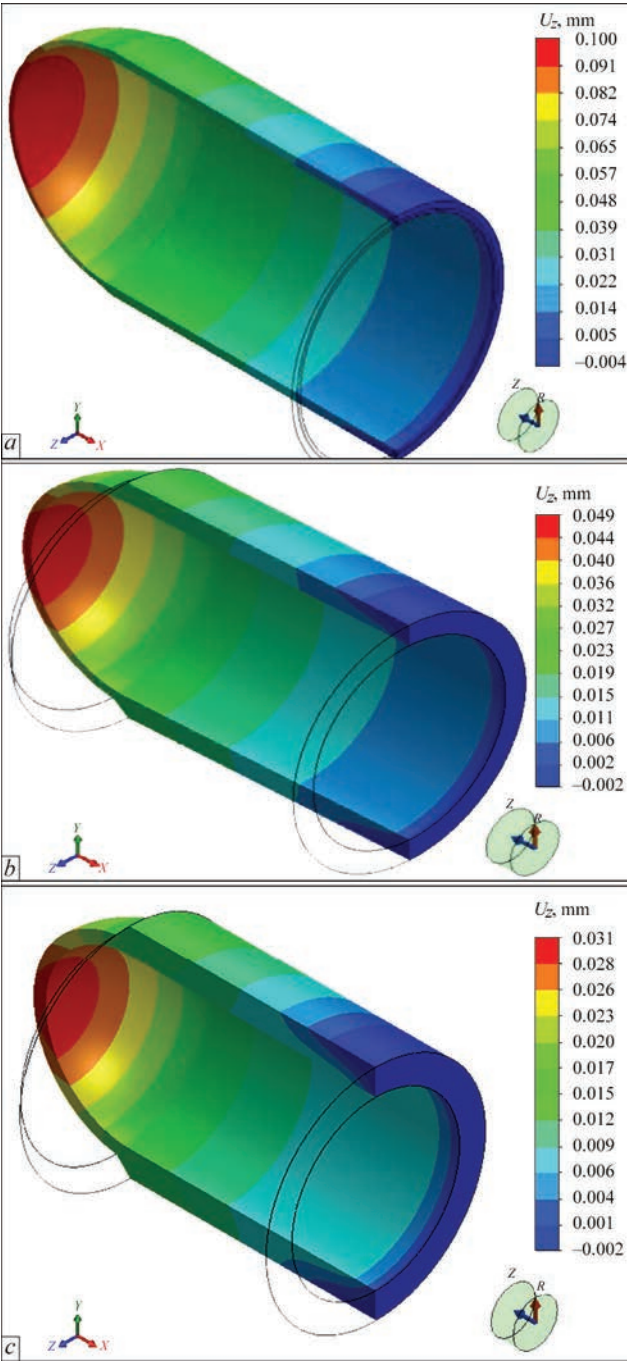 U_z, mm
0.100
0.091
0.082
0.074
0.065
0.057
0.048
0.039
0.031
0.022
0.014
0.005
−0.004
Y
Z
X
Z
R
a
U_z, mm
0.049
0.044
0.040
0.036
0.032
0.027
0.023
0.019
0.015
0.011
0.006
0.002
−0.002
Y
Z
X
Z
R
b
U_z, mm
0.031
0.028
0.026
0.023
0.020
0.017
0.015
0.012
0.009
0.006
0.004
0.001
−0.002
Y
Z
X
Z
R
c